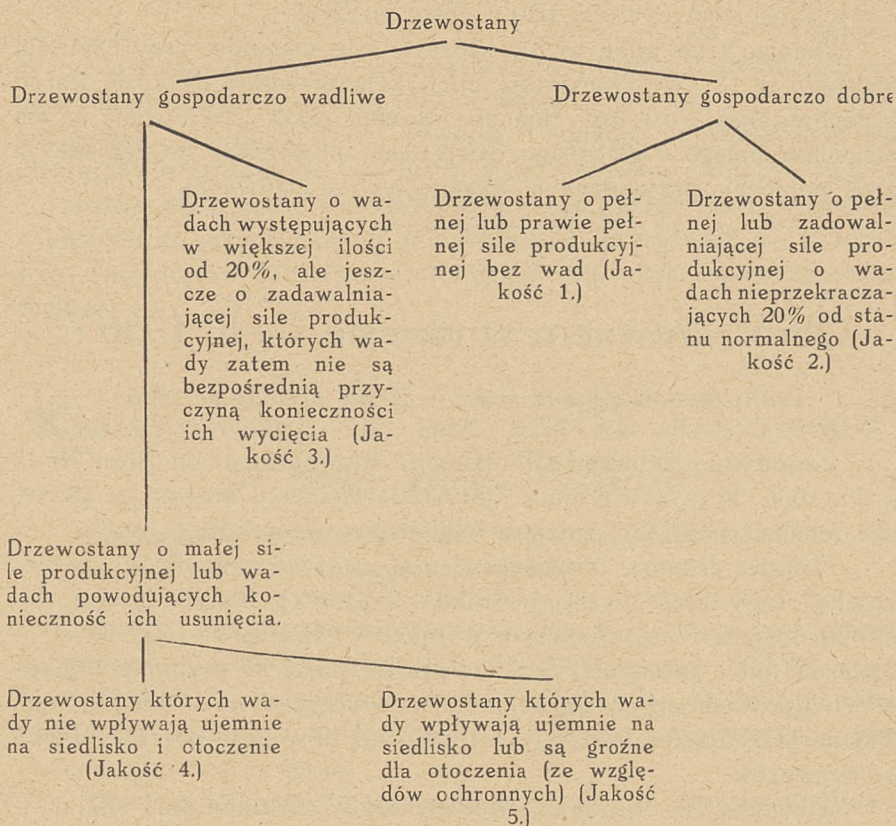 Drzewostany
Drzewostany gospodarczo wadliwe
Drzewostany gospodarczo dobre
Drzewostany o wa-
dach występujących
w większej ilości
od 20%, ale jesz-
cze o zadawalnia-
jącej sile produk-
cyjnej, których wa-
dy zatem nie są
bezpośrednią przy-
czyną konieczności
ich wycięcia (Ja-
kość 3.)
Drzewostany o peł-
nej lub prawie peł-
nej sile produkcyj-
nej bez wad (Ja-
kość 1.)
Drzewostany o peł-
nej lub zadowal-
niającej sile pro-
dukcyjnej o wa-
dach nieprzekracza-
jących 20% od sta-
nu normalnego (Ja-
kość 2.)
Drzewostany o małej si-
le produkcyjnej lub wa-
dach powodujących ko-
nieczność ich usunięcia.
Drzewostany których wa-
dy nie wpływają ujemnie
na siedlisko i otoczenie
(Jakość 4.)
Drzewostany których wa-
dy wpływają ujemnie na
siedlisko lub są groźne
dla otoczenia (ze wzglę-
dów ochronnych) (Jakość
5.)